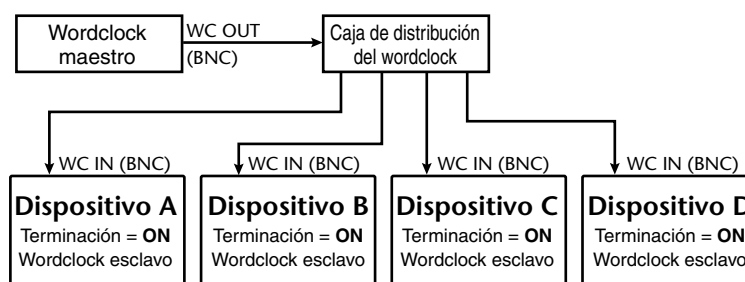 Wordclock
maestro
WC OUT
(BNC)
Caja de distribución
del wordclock
WC IN (BNC)
WC IN (BNC)
WC IN (BNC)
WC IN (BNC)
Dispositivo A
Terminación = ON
Wordclock esclavo
Dispositivo B
Terminación = ON
Wordclock esclavo
Dispositivo C
Terminación = ON
Wordclock esclavo
Dispositivo D
Terminación = ON
Wordclock esclavo